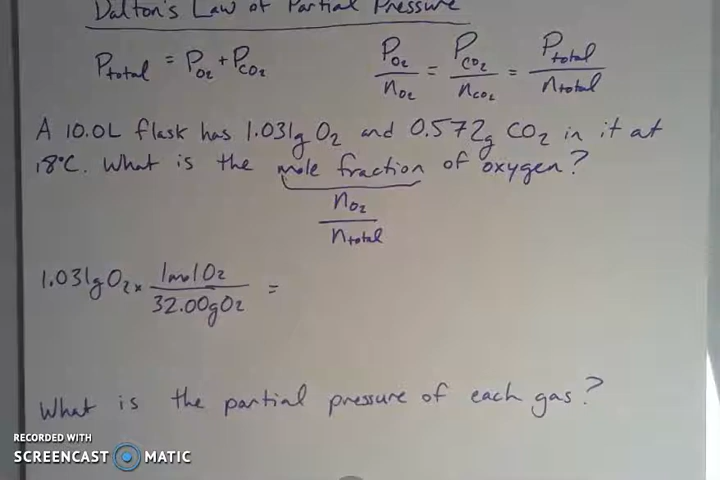 Dalton's Law of Partial Pressure
Ptotal = PO2 + PCO2
PO2/nO2 = PCO2/nCO2 = Ptotal/ntotal
A 10.0L flask has 1.031g O2 and 0.572g CO2 in it at
18°C. What is the mole fraction of oxygen?
nO2
ntotal
1.031g O2 x 1mol O2 / 32.00g O2 =
What is the partial pressure of each gas?
RECORDED WITH
SCREENCAST MATIC